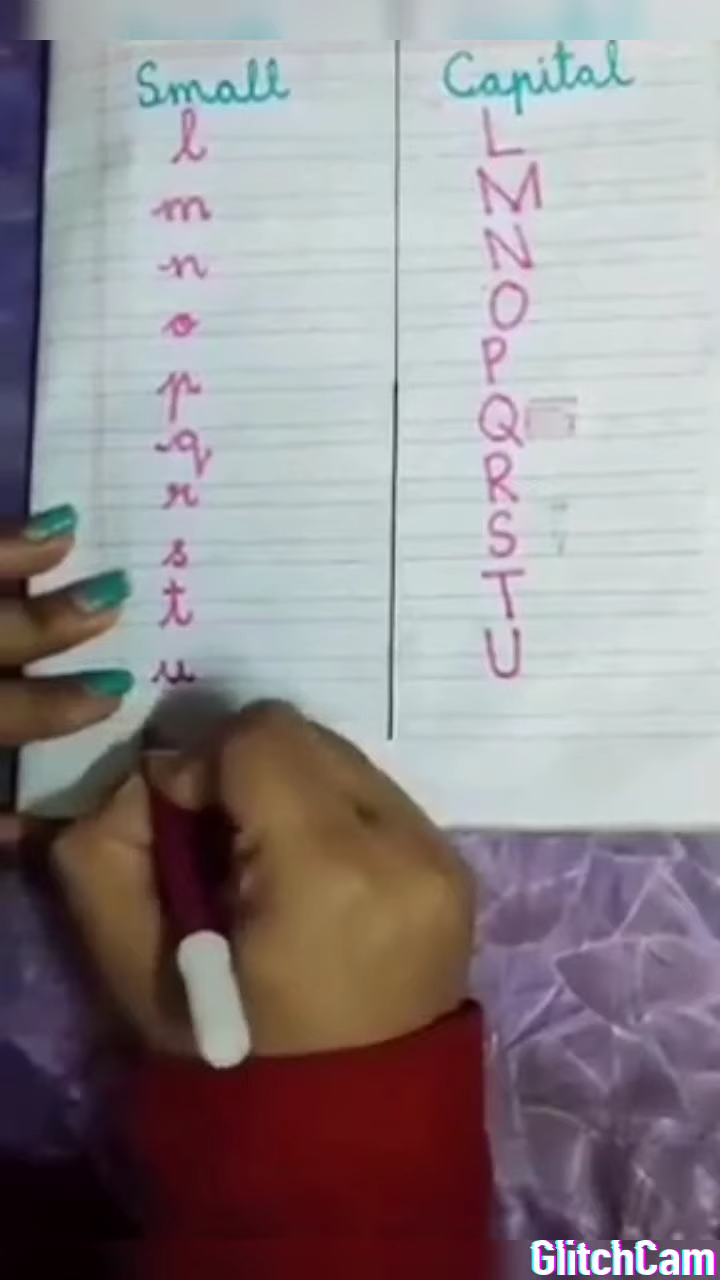 Small Capital
l L
m M
n N
o O
p P
q Q
r R
s S
t T
u U
GlitchCam